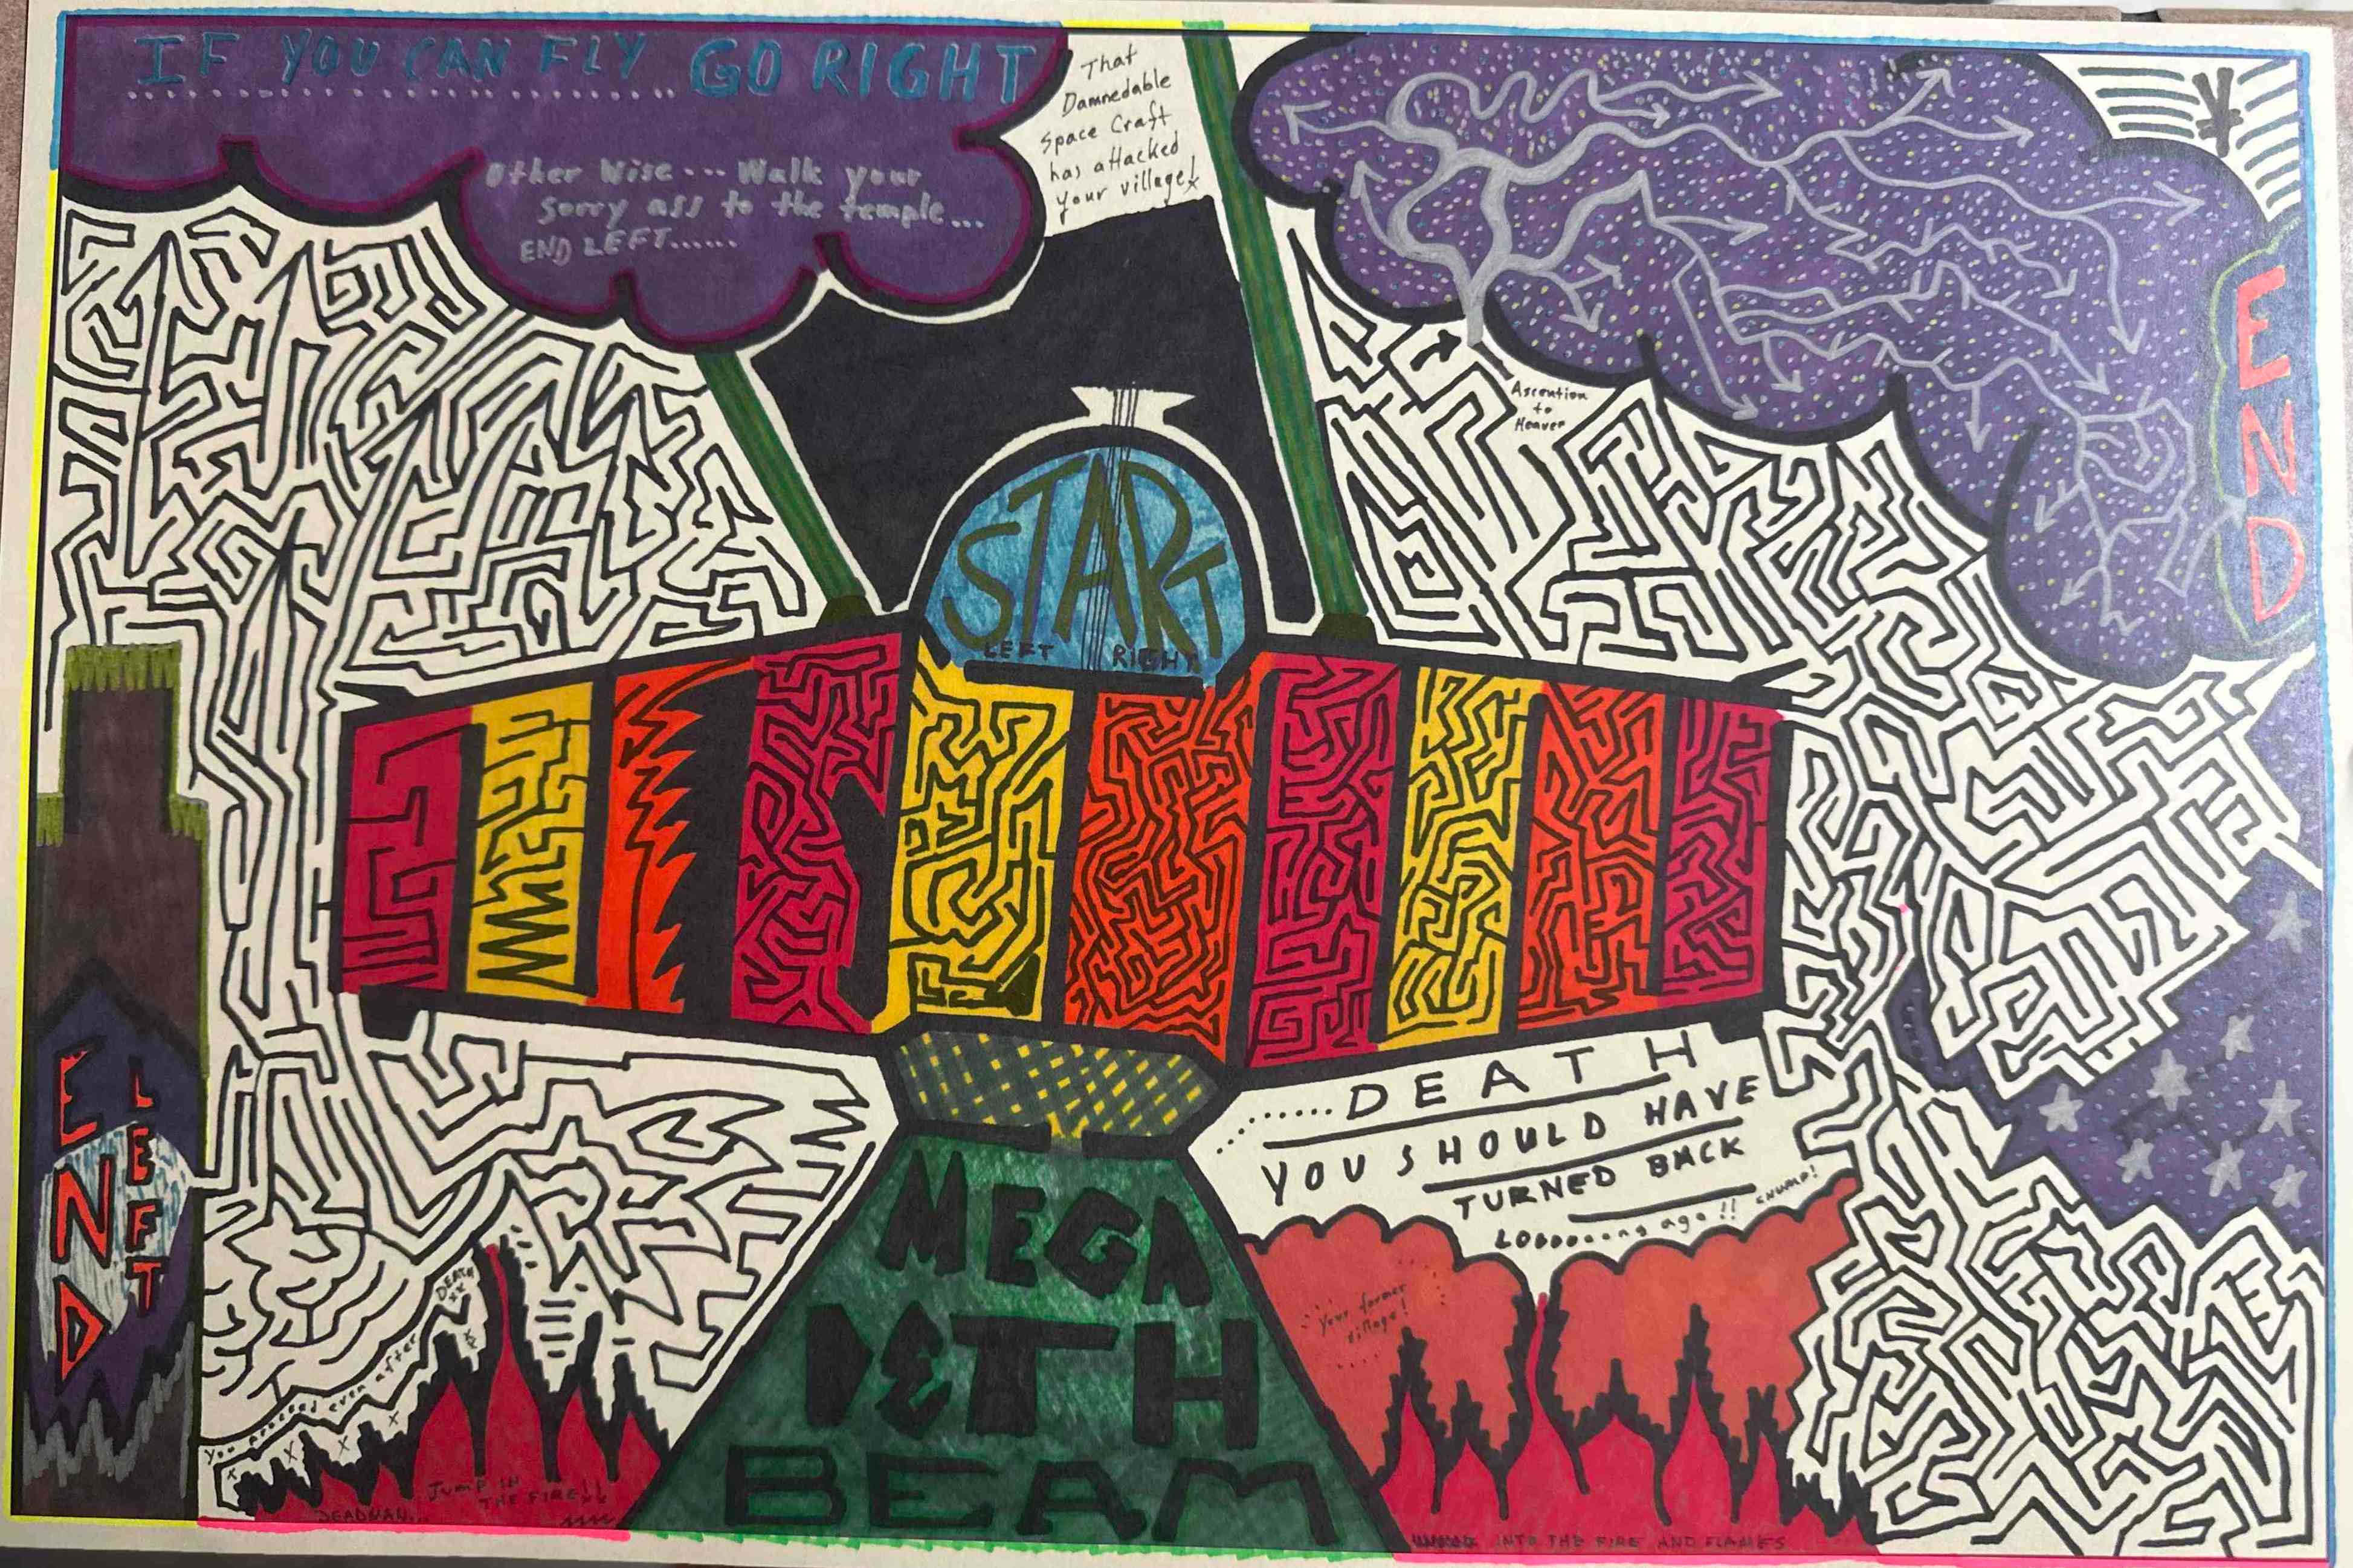 IF YOU CAN FLY GO RIGHT
Other Wise... Walk your
Sorry ass to the temple...
END LEFT......
That
Damnedable
Space Craft
has attacked
your village!
Ascention
to
Heaven
END
START
LEFT RIGHT
END
LEFT
......DEATH
YOU SHOULD HAVE
TURNED BACK
LOOooooong ago!! CHUMP!
MEGA
DETH
BEAM
Your former
village!
DEATH
You proceed even after
JUMP IN
THE FIRE!!
DEADMAN...
INTO THE FIRE AND FLAMES